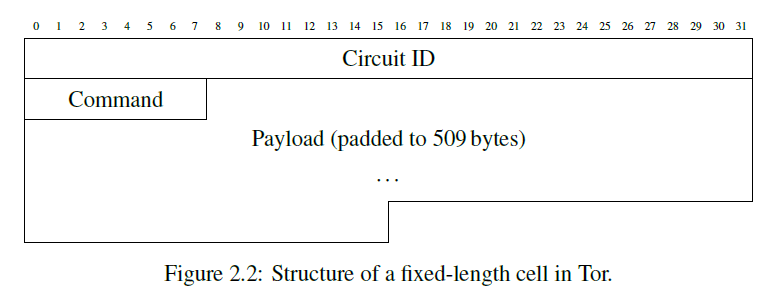 0 1 2 3 4 5 6 7 8 9 10 11 12 13 14 15 16 17 18 19 20 21 22 23 24 25 26 27 28 29 30 31
Circuit ID
Command
Payload (padded to 509 bytes)
...
Figure 2.2: Structure of a fixed-length cell in Tor.